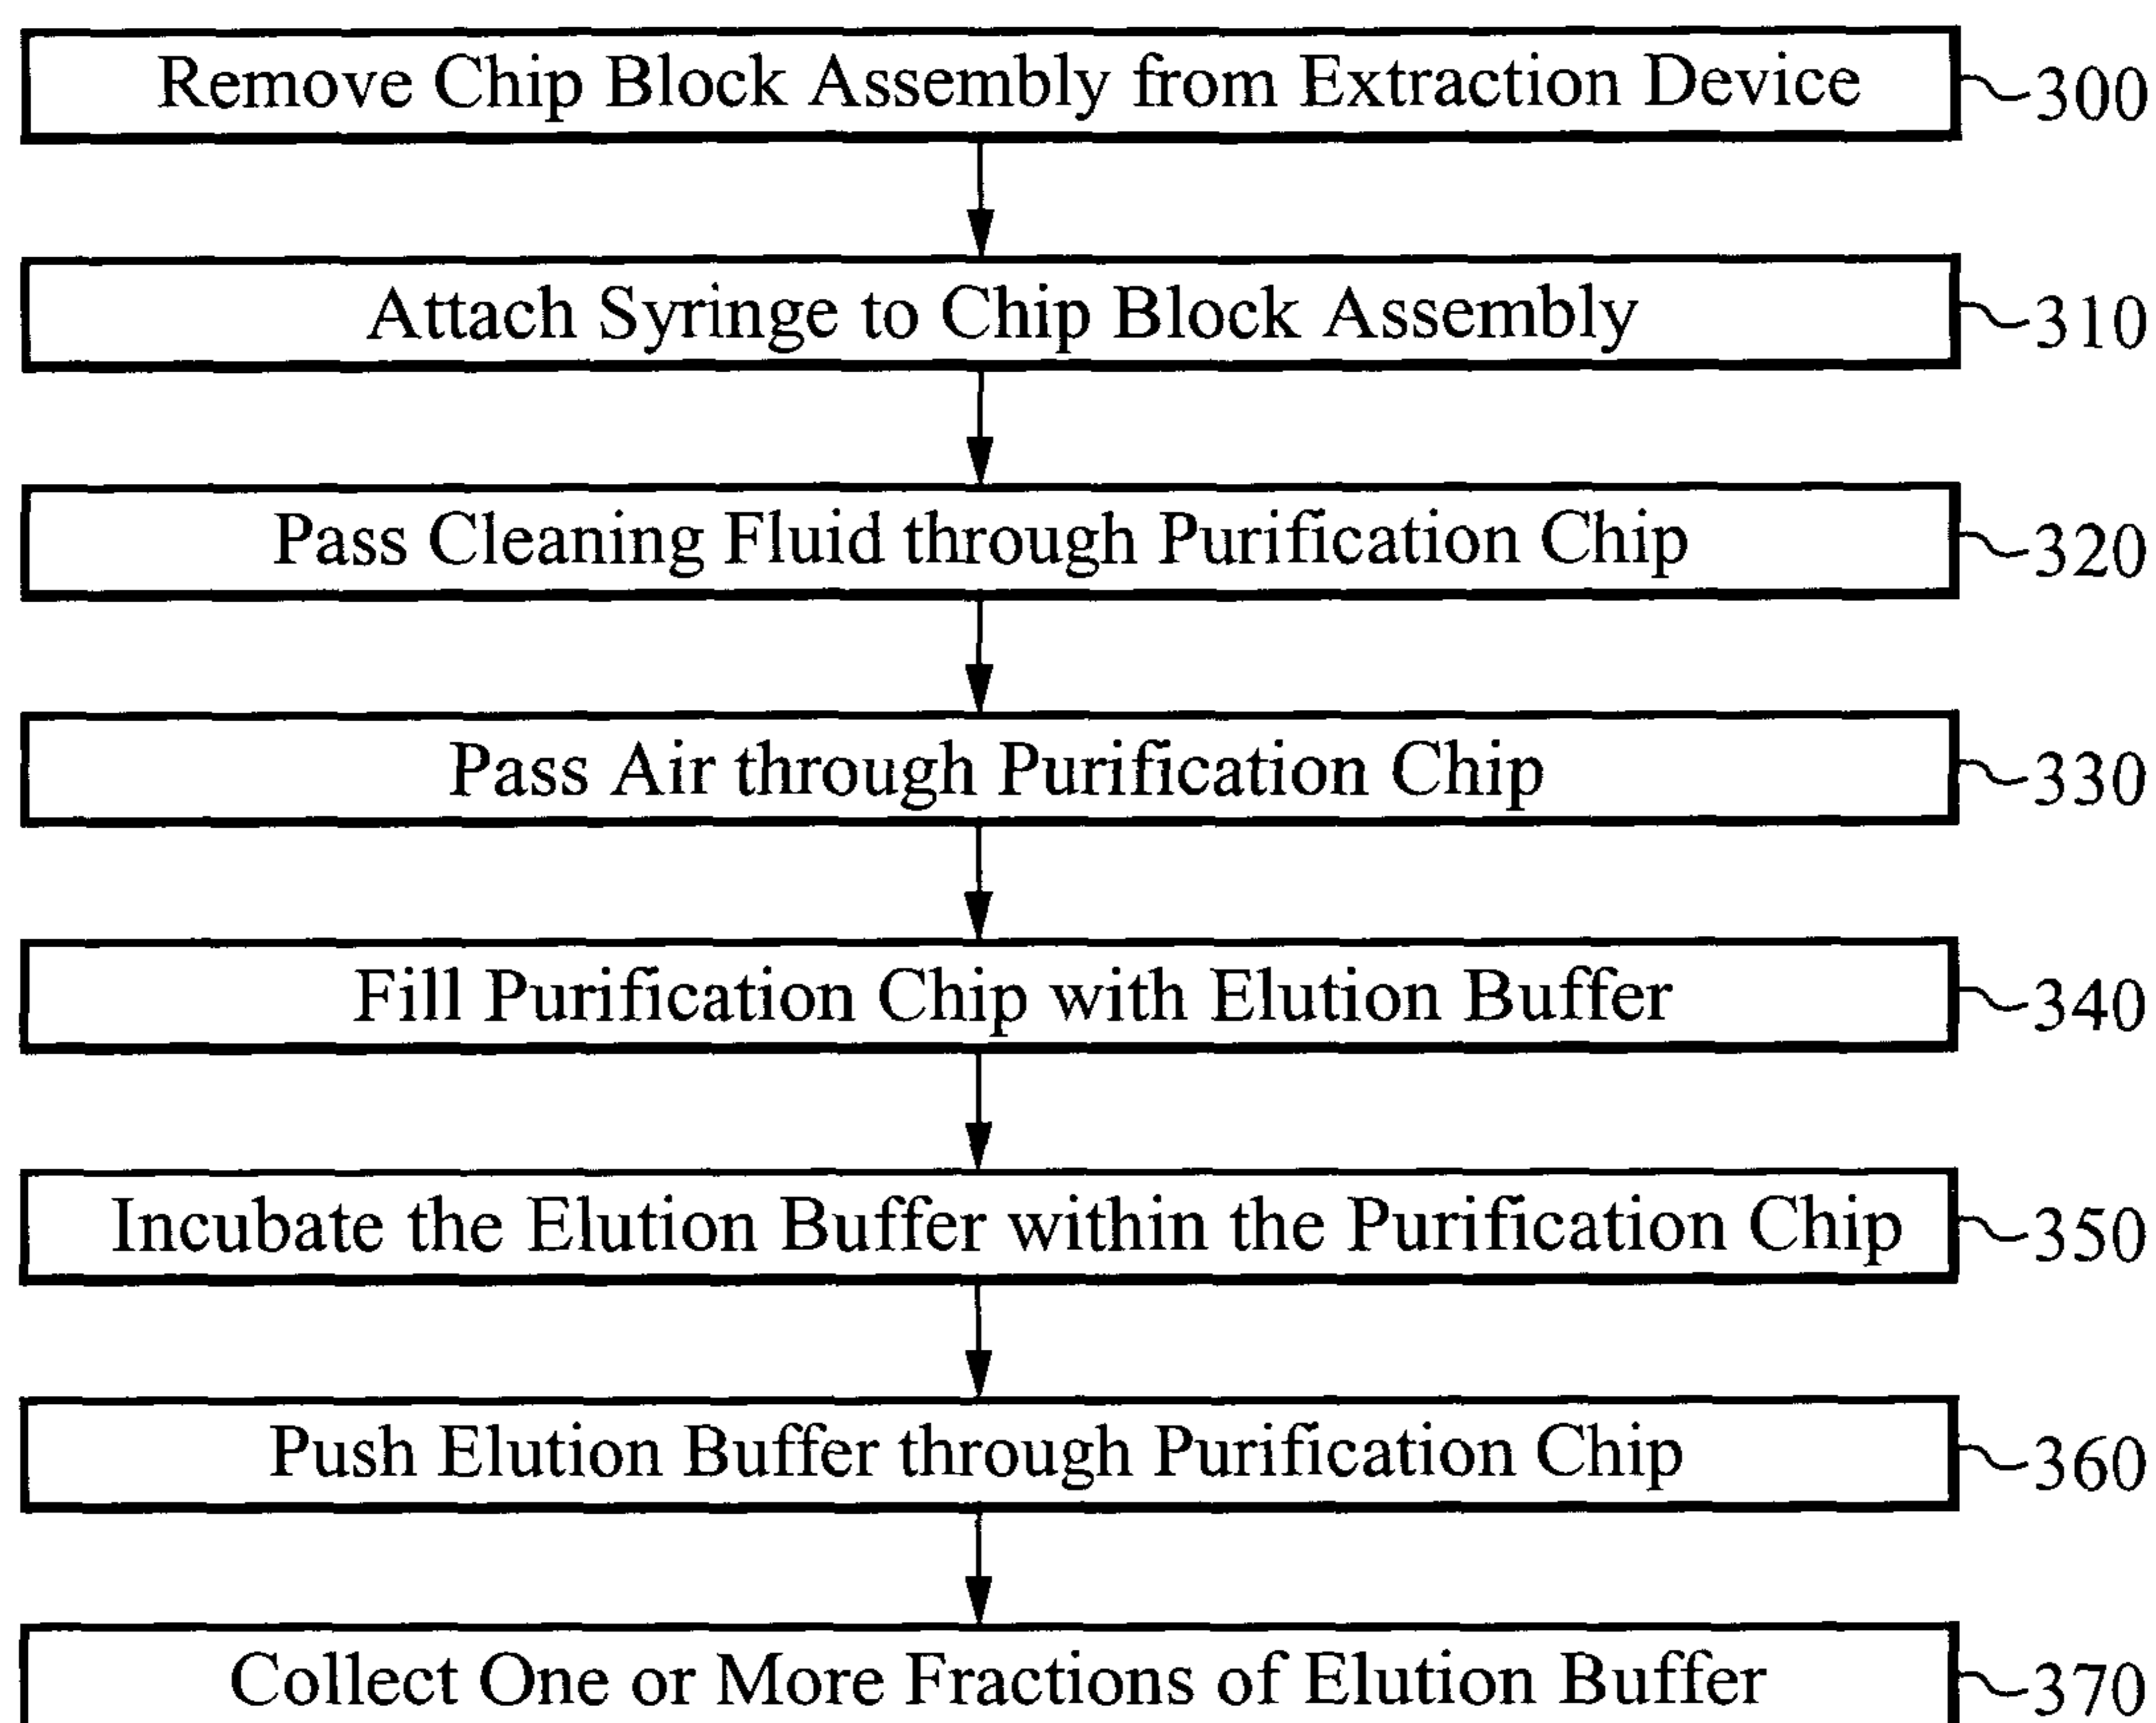 Remove Chip Block Assembly from Extraction Device 300
Attach Syringe to Chip Block Assembly 310
Pass Cleaning Fluid through Purification Chip 320
Pass Air through Purification Chip 330
Fill Purification Chip with Elution Buffer 340
Incubate the Elution Buffer within the Purification Chip 350
Push Elution Buffer through Purification Chip 360
Collect One or More Fractions of Elution Buffer 370